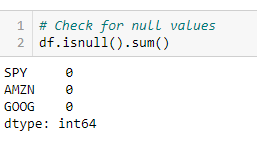 1 # Check for null values
2 df.isnull().sum()
SPY 0
AMZN 0
GOOG 0
dtype: int64